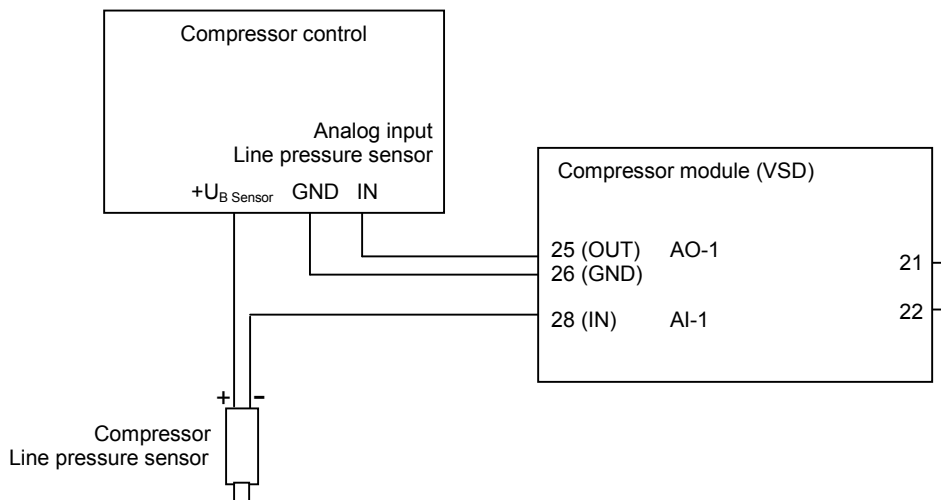 Compressor control
Analog input
Line pressure sensor
+UB Sensor GND IN
Compressor module (VSD)
25 (OUT) AO-1
26 (GND)
28 (IN) AI-1
21
22
+ -
Compressor
Line pressure sensor